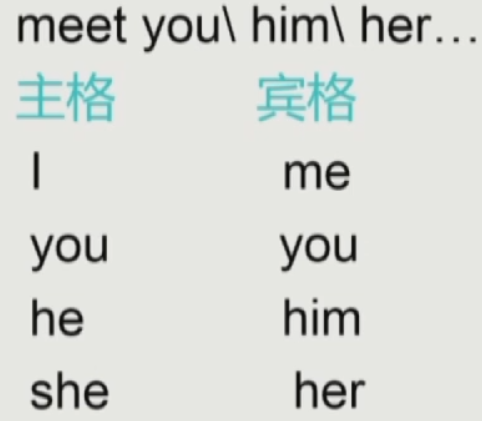 meet you\ him\ her...
主格 宾格
I me
you you
he him
she her